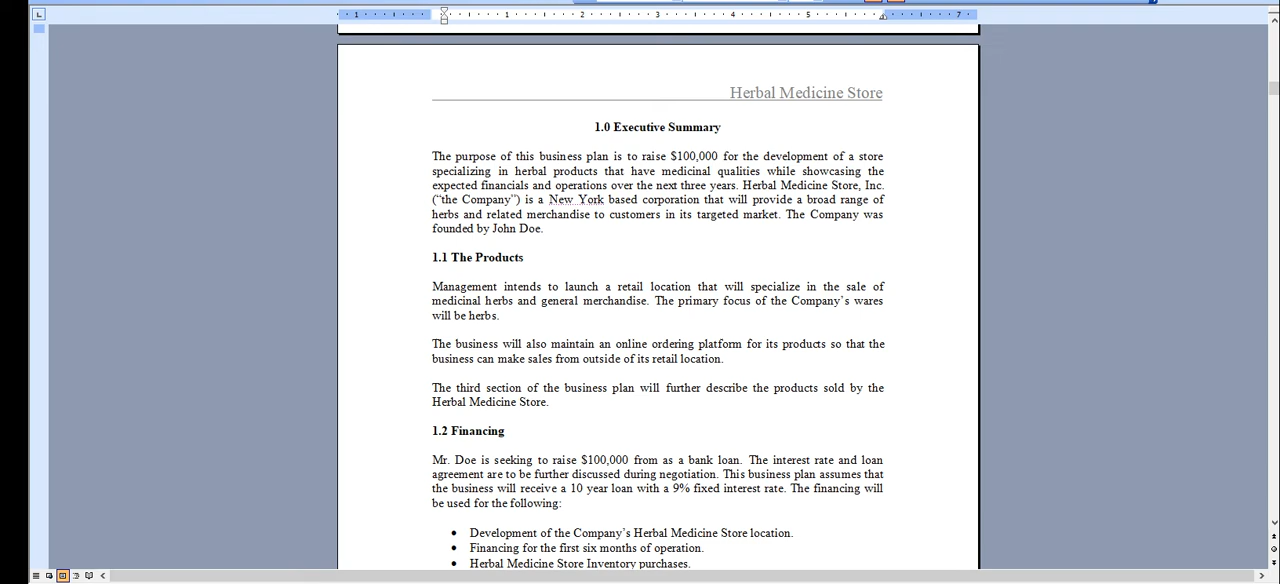 1 1 2 3 4 5 7
Herbal Medicine Store
1.0 Executive Summary
The purpose of this business plan is to raise $100,000 for the development of a store
specializing in herbal products that have medicinal qualities while showcasing the
expected financials and operations over the next three years. Herbal Medicine Store, Inc.
(“the Company”) is a New York based corporation that will provide a broad range of
herbs and related merchandise to customers in its targeted market. The Company was
founded by John Doe.
1.1 The Products
Management intends to launch a retail location that will specialize in the sale of
medicinal herbs and general merchandise. The primary focus of the Company’s wares
will be herbs.
The business will also maintain an online ordering platform for its products so that the
business can make sales from outside of its retail location.
The third section of the business plan will further describe the products sold by the
Herbal Medicine Store.
1.2 Financing
Mr. Doe is seeking to raise $100,000 from as a bank loan. The interest rate and loan
agreement are to be further discussed during negotiation. This business plan assumes that
the business will receive a 10 year loan with a 9% fixed interest rate. The financing will
be used for the following:
• Development of the Company’s Herbal Medicine Store location.
• Financing for the first six months of operation.
• Herbal Medicine Store Inventory purchases.